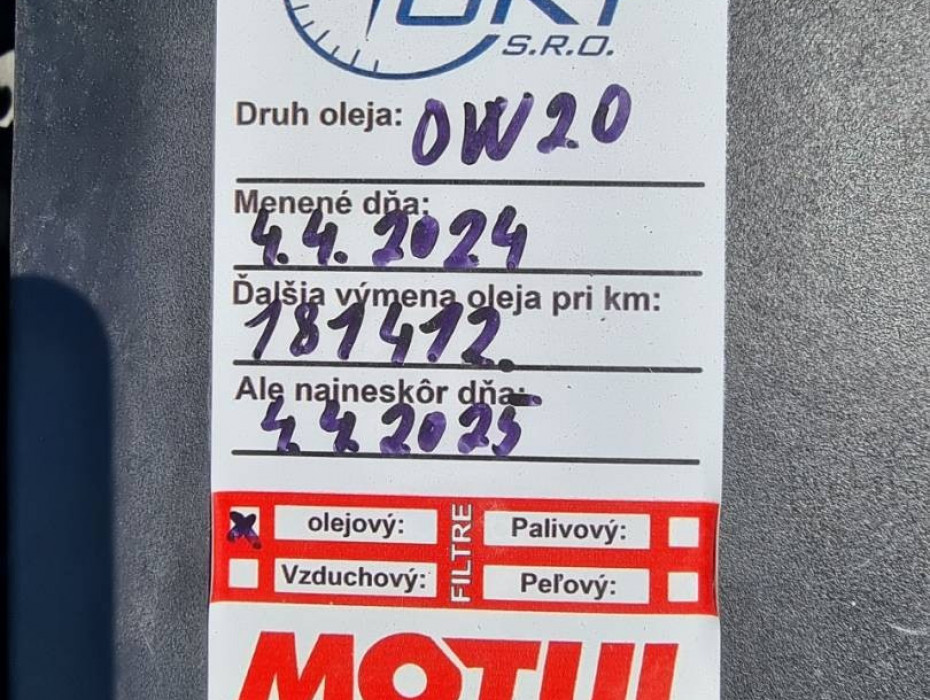 S.R.O.
Druh oleja: 0W20
Menené dňa:
4.4.2024
Ďalšia výmena oleja pri km:
181412.
Ale najneskôr dňa:
4 4 2025
x olejový: FILTRE Palivový:
Vzduchový: Peľový:
MOTUL